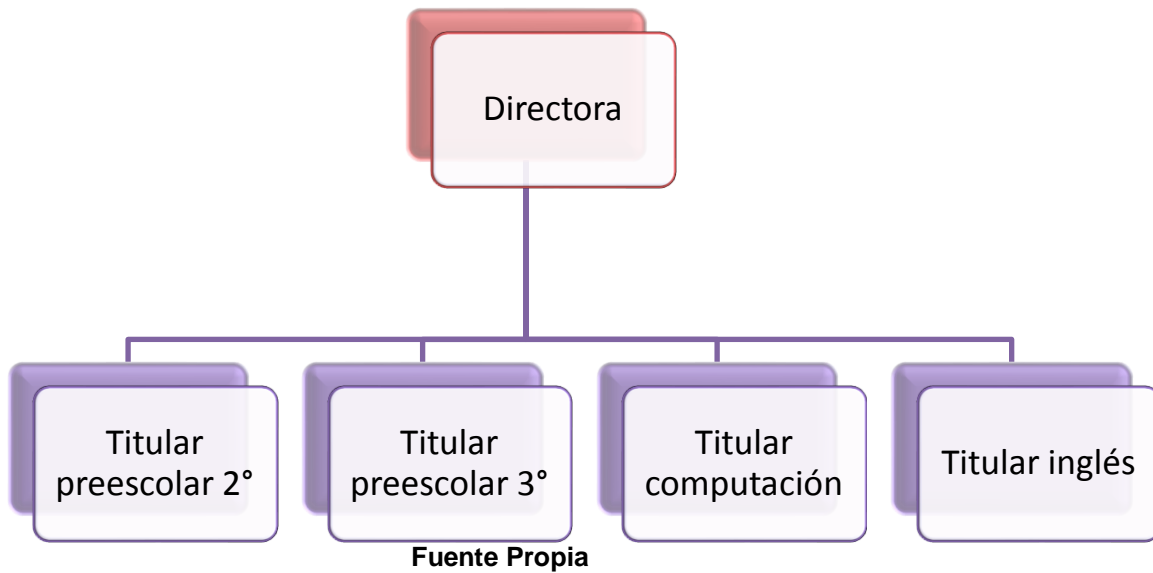 Directora
Titular
preescolar 2°
Titular
preescolar 3°
Titular
computación
Titular inglés
Fuente Propia